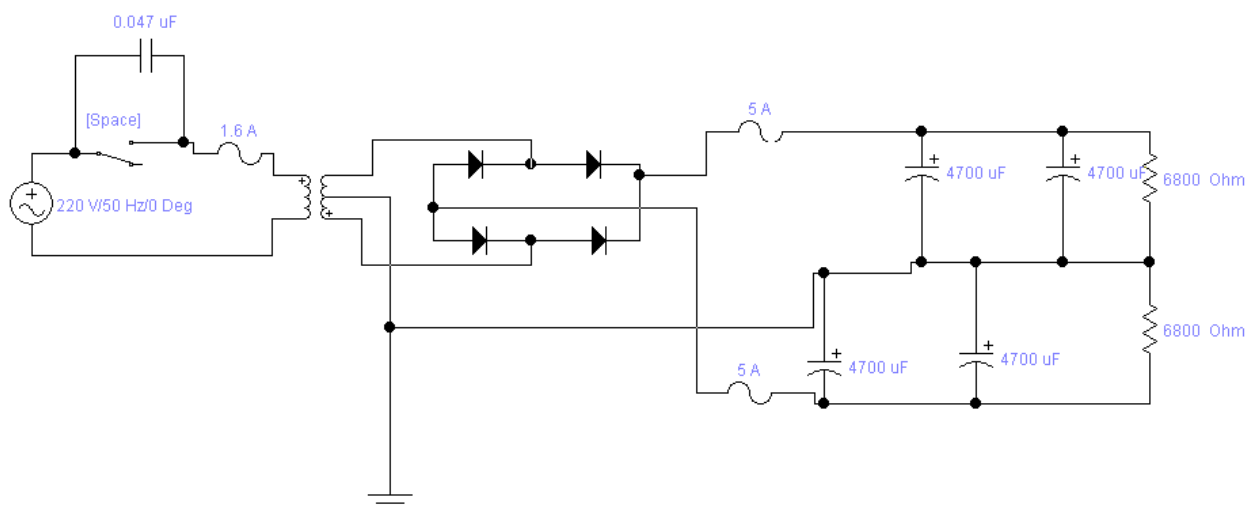 0.047 uF
[Space]
1.6 A
220 V/50 Hz/0 Deg
5 A
4700 uF
4700 uF
6800 Ohm
6800 Ohm
5 A
4700 uF
4700 uF